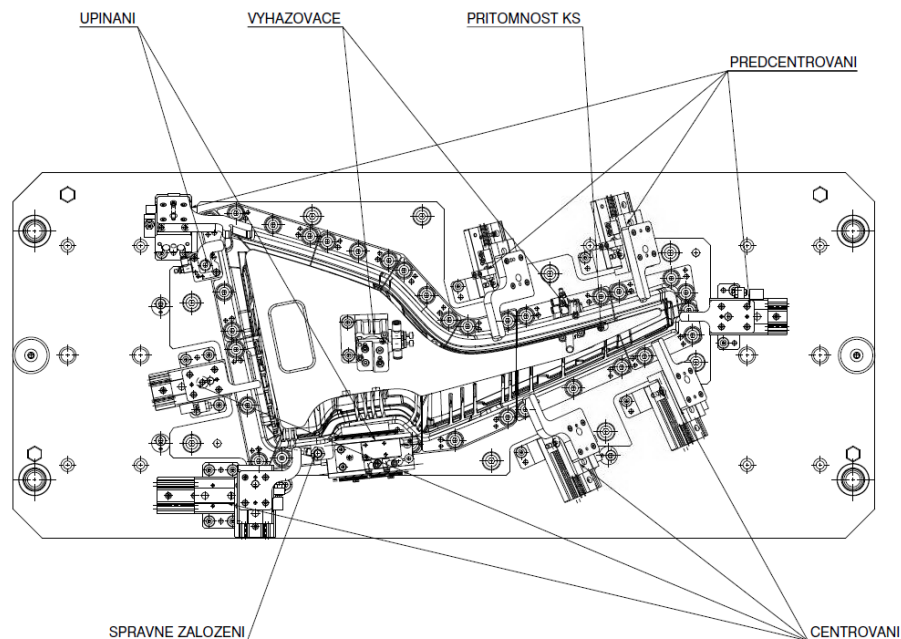 UPINANI
VYHAZOVACE
PRITOMNOST KS
PREDCENTROVANI
SPRAVNE ZALOZENI
CENTROVANI